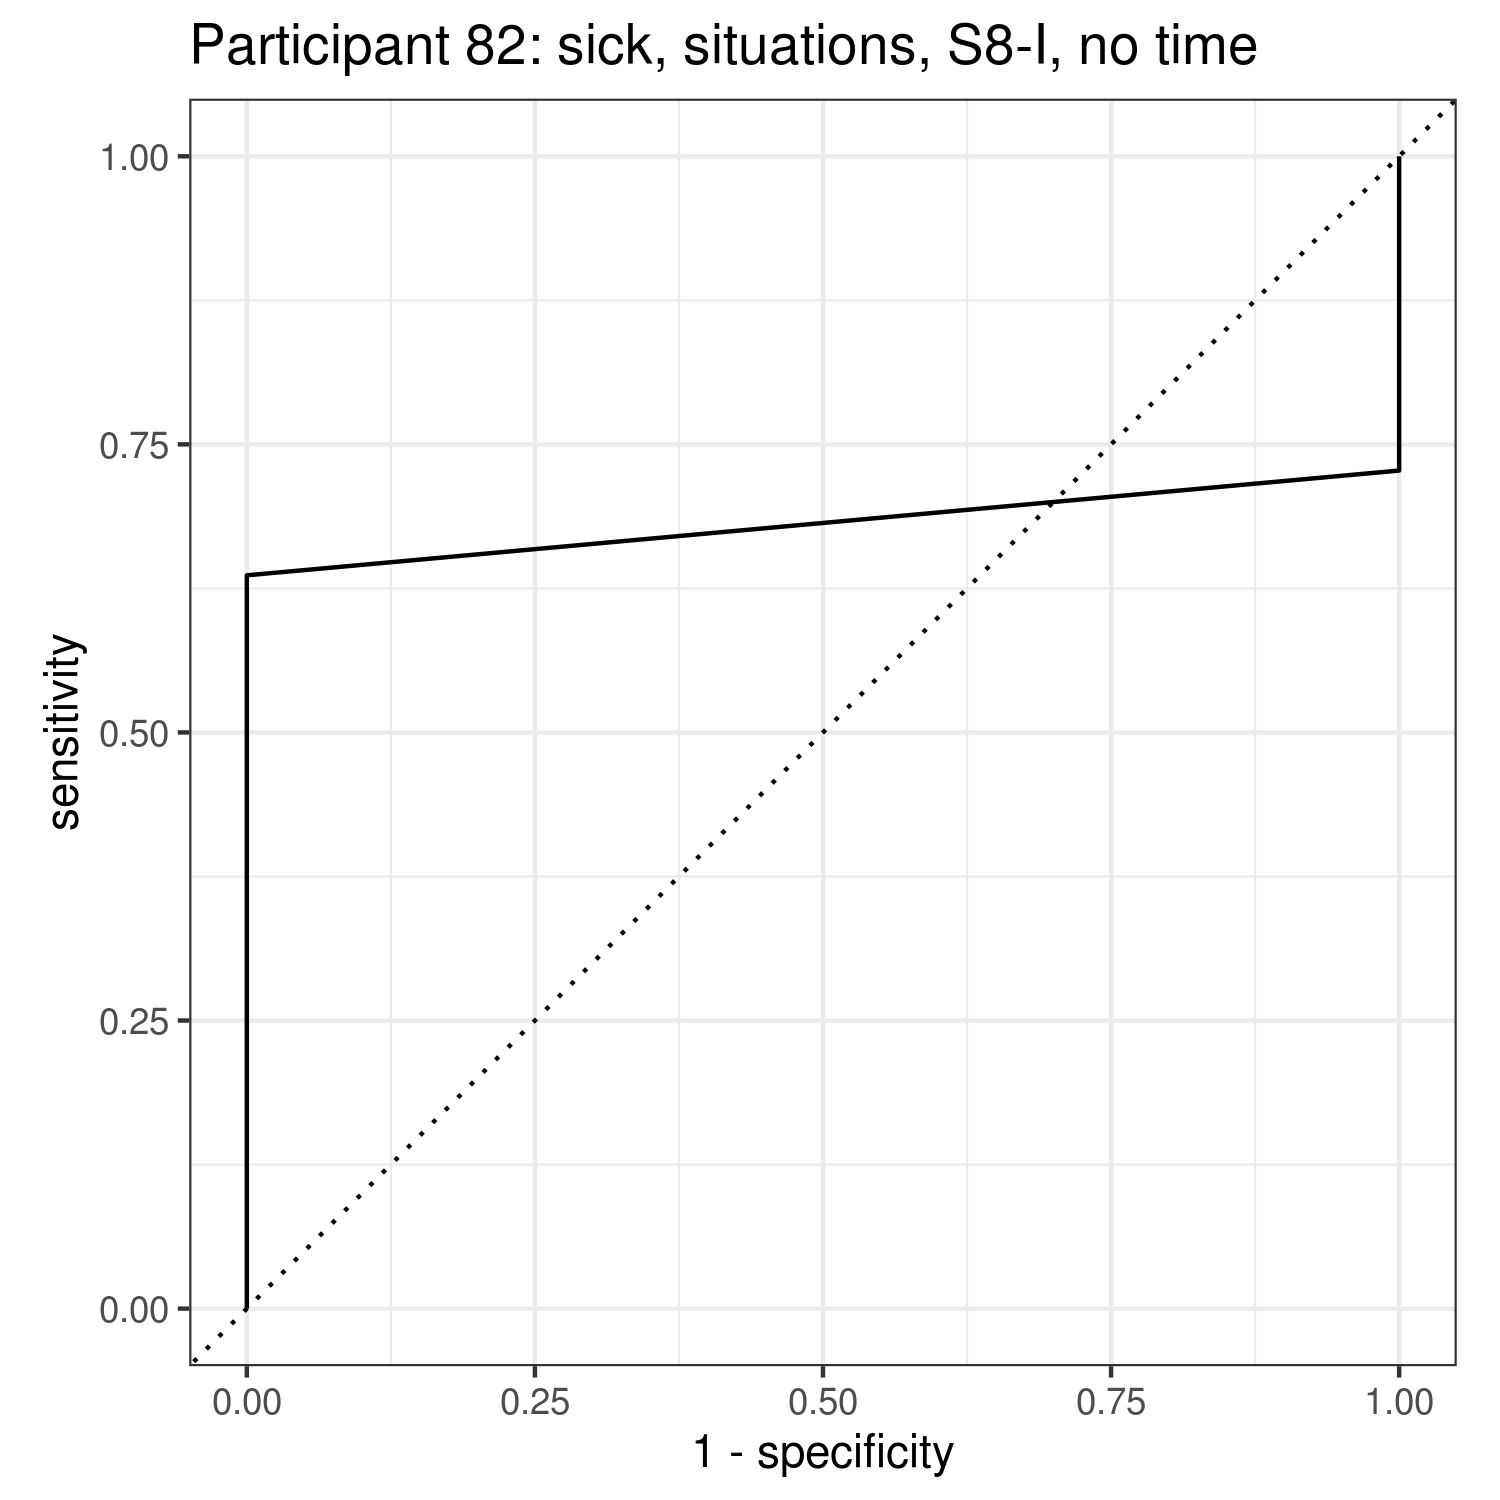 Participant 82: sick, situations, S8-I, no time
1.00
0.75
0.50
0.25
0.00
sensitivity
0.00 0.25 0.50 0.75 1.00
1 - specificity